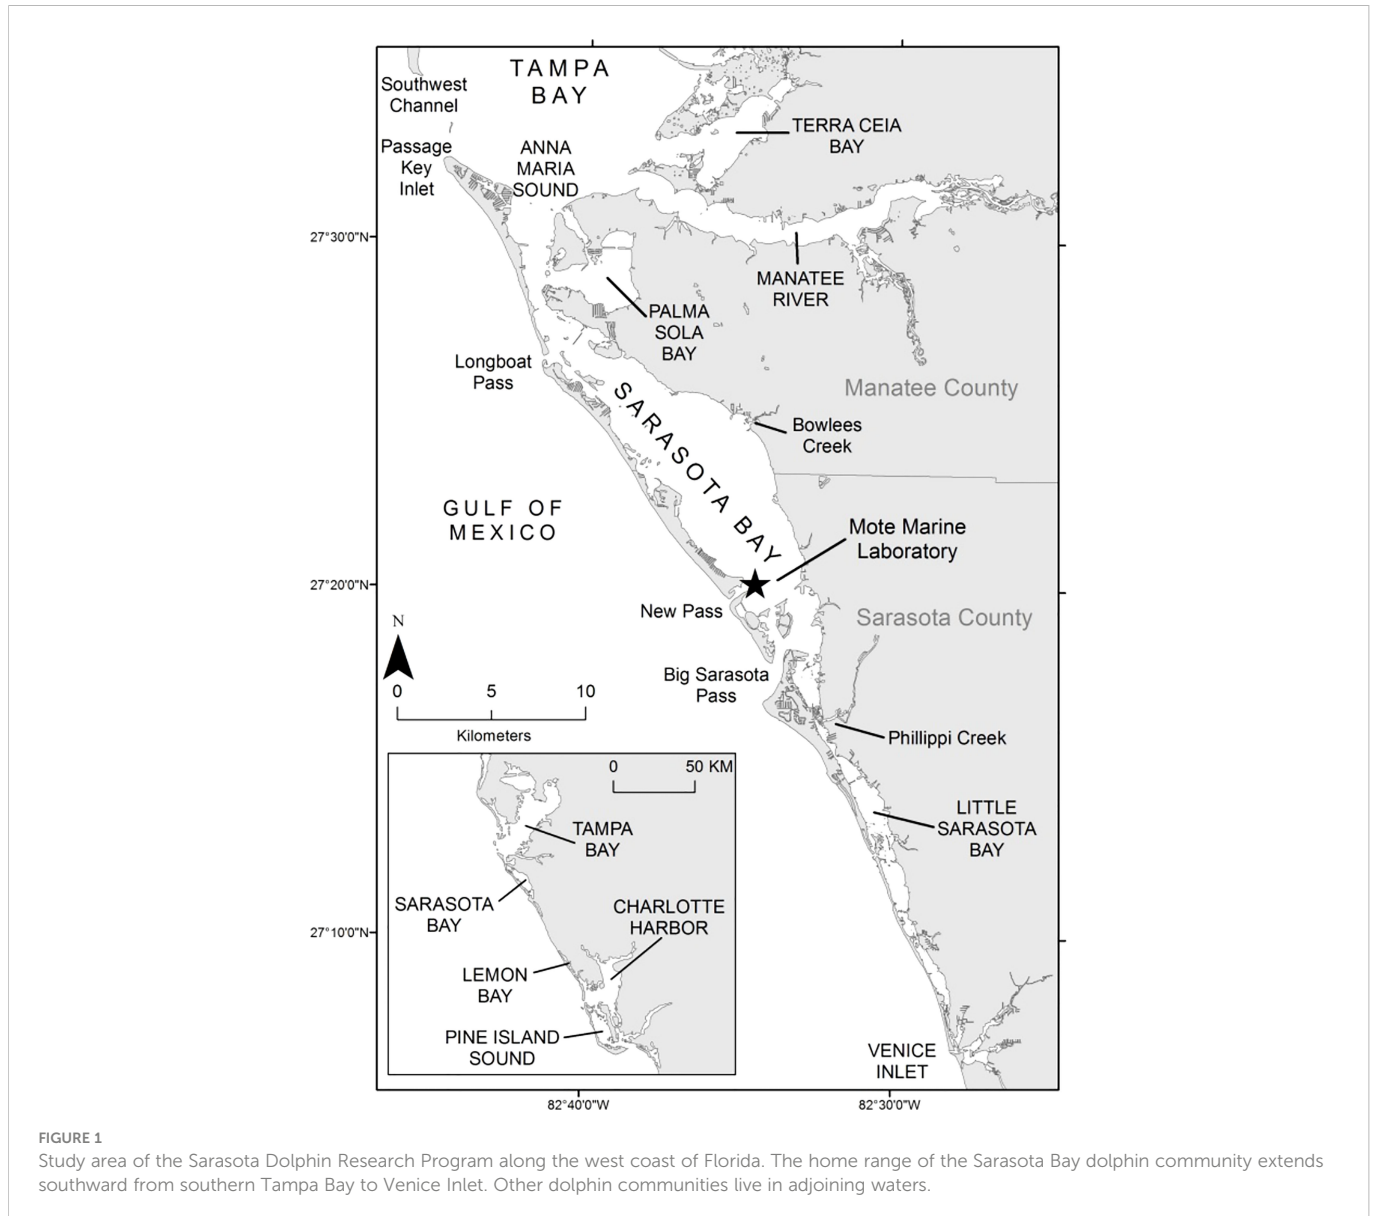 TAMPA
BAY
Southwest
Channel
TERRA CEIA
BAY
Passage
Key
Inlet
ANNA
MARIA
SOUND
27°30'0"N
MANATEE
RIVER
PALMA
SOLA
BAY
Longboat
Pass
Manatee County
SARASOTA BAY
Bowlees
Creek
GULF OF
MEXICO
Mote Marine
Laboratory
27°20'0"N
New Pass
Sarasota County
N
Big Sarasota
Pass
0 5 10
Kilometers
Phillippi Creek
0 50 KM
TAMPA
BAY
LITTLE
SARASOTA
BAY
SARASOTA
BAY
CHARLOTTE
HARBOR
27°10'0"N
LEMON
BAY
PINE ISLAND
SOUND
VENICE
INLET
82°40'0"W
82°30'0"W
FIGURE 1
Study area of the Sarasota Dolphin Research Program along the west coast of Florida. The home range of the Sarasota Bay dolphin community extends
southward from southern Tampa Bay to Venice Inlet. Other dolphin communities live in adjoining waters.